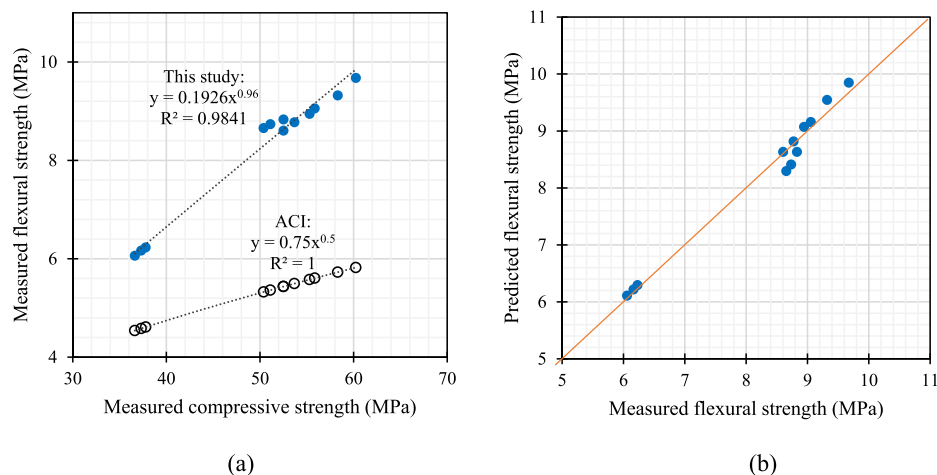 Measured flexural strength (MPa)
10
8
6
4
This study:
y = 0.1926x^0.96
R² = 0.9841
ACI:
y = 0.75x^0.5
R² = 1
30 40 50 60 70
Measured compressive strength (MPa)
(a)
Predicted flexural strength (MPa)
11
10
9
8
7
6
5
5 6 7 8 9 10 11
Measured flexural strength (MPa)
(b)